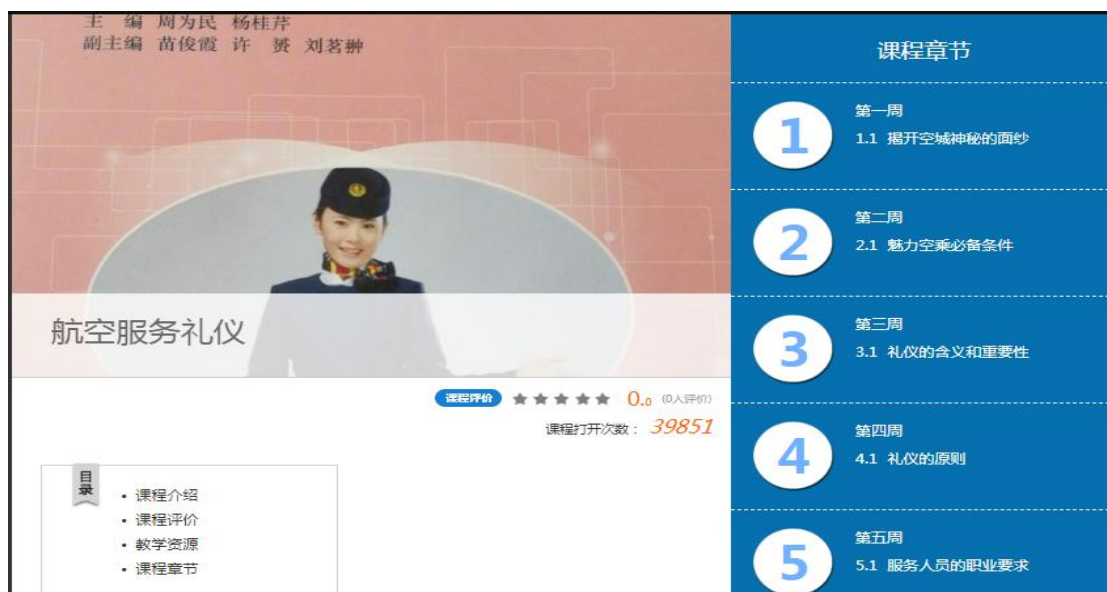 主 编 周为民 杨桂芹
副主编 苗俊霞 许 赟 刘茗翀
航空服务礼仪
课程评价 0.0 (0人评价)
课程打开次数： 39851
目录
• 课程介绍
• 课程评价
• 教学资源
• 课程章节
课程章节
1
第一周
1.1 揭开空城神秘的面纱
2
第二周
2.1 魅力空乘必备条件
3
第三周
3.1 礼仪的含义和重要性
4
第四周
4.1 礼仪的原则
5
第五周
5.1 服务人员的职业要求